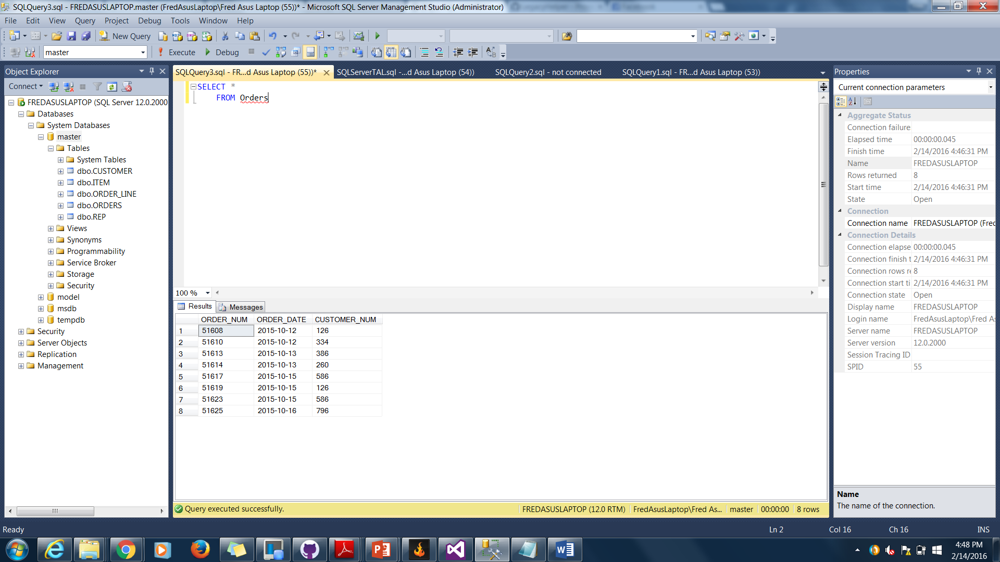 SQLQuery3.sql - FREDASUSLAPTOP.master (FredAsusLaptop\Fred Asus Laptop (55))* - Microsoft SQL Server Management Studio (Administrator)
File Edit View Query Project Debug Tools Window Help
New Query
master Execute Debug
Object Explorer
Connect
FREDASUSLAPTOP (SQL Server 12.0.2000
Databases
System Databases
master
Tables
System Tables
dbo.CUSTOMER
dbo.ITEM
dbo.ORDER_LINE
dbo.ORDERS
dbo.REP
Views
Synonyms
Programmability
Service Broker
Storage
Security
model
msdb
tempdb
Security
Server Objects
Replication
Management
SQLQuery3.sql - FR...d Asus Laptop (55))* SQLServerTAL.sql -...d Asus Laptop (54)) SQLQuery2.sql - not connected SQLQuery1.sql - FR...d Asus Laptop (53))
SELECT *
FROM Orders
100 %
Results Messages
ORDER_NUM ORDER_DATE CUSTOMER_NUM
1 51608 2015-10-12 126
2 51610 2015-10-12 334
3 51613 2015-10-13 386
4 51614 2015-10-13 260
5 51617 2015-10-15 586
6 51619 2015-10-15 126
7 51623 2015-10-15 586
8 51625 2015-10-16 796
Query executed successfully. FREDASUSLAPTOP (12.0 RTM) FredAsusLaptop\Fred As... master 00:00:00 8 rows
Properties
Current connection parameters
Aggregate Status
Connection failure
Elapsed time 00:00:00.045
Finish time 2/14/2016 4:46:31 PM
Name FREDASUSLAPTOP
Rows returned 8
Start time 2/14/2016 4:46:31 PM
State Open
Connection
Connection name FREDASUSLAPTOP (Fred
Connection Details
Connection elapse 00:00:00.045
Connection finish t 2/14/2016 4:46:31 PM
Connection rows re 8
Connection start ti 2/14/2016 4:46:31 PM
Connection state Open
Display name FREDASUSLAPTOP
Login name FredAsusLaptop\Fred As
Server name FREDASUSLAPTOP
Server version 12.0.2000
Session Tracing ID
SPID 55
Name
The name of the connection.
Ready Ln 2 Col 16 Ch 16 INS
4:48 PM
2/14/2016